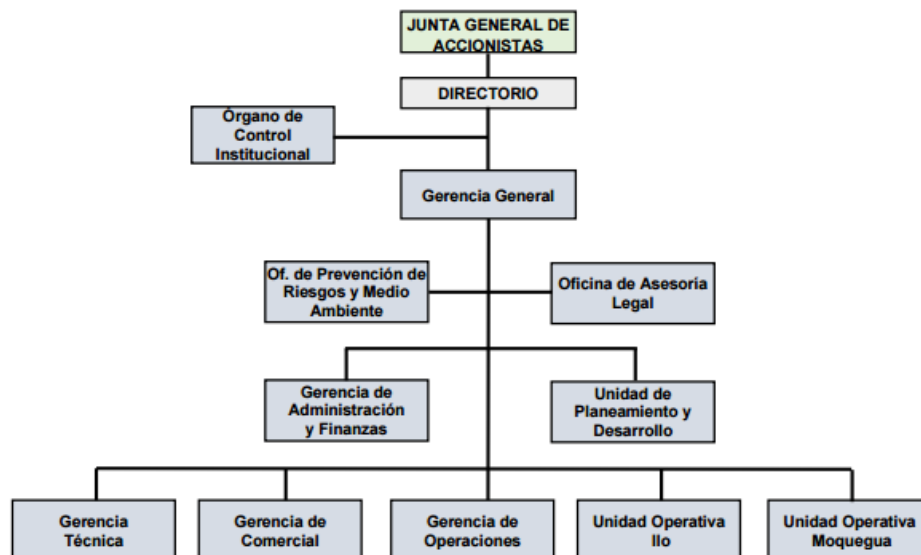 JUNTA GENERAL DE
ACCIONISTAS
DIRECTORIO
Órgano de
Control
Institucional
Gerencia General
Of. de Prevención de
Riesgos y Medio
Ambiente
Oficina de Asesoría
Legal
Gerencia de
Administración
y Finanzas
Unidad de
Planeamiento y
Desarrollo
Gerencia
Técnica
Gerencia de
Comercial
Gerencia de
Operaciones
Unidad Operativa
Ilo
Unidad Operativa
Moquegua